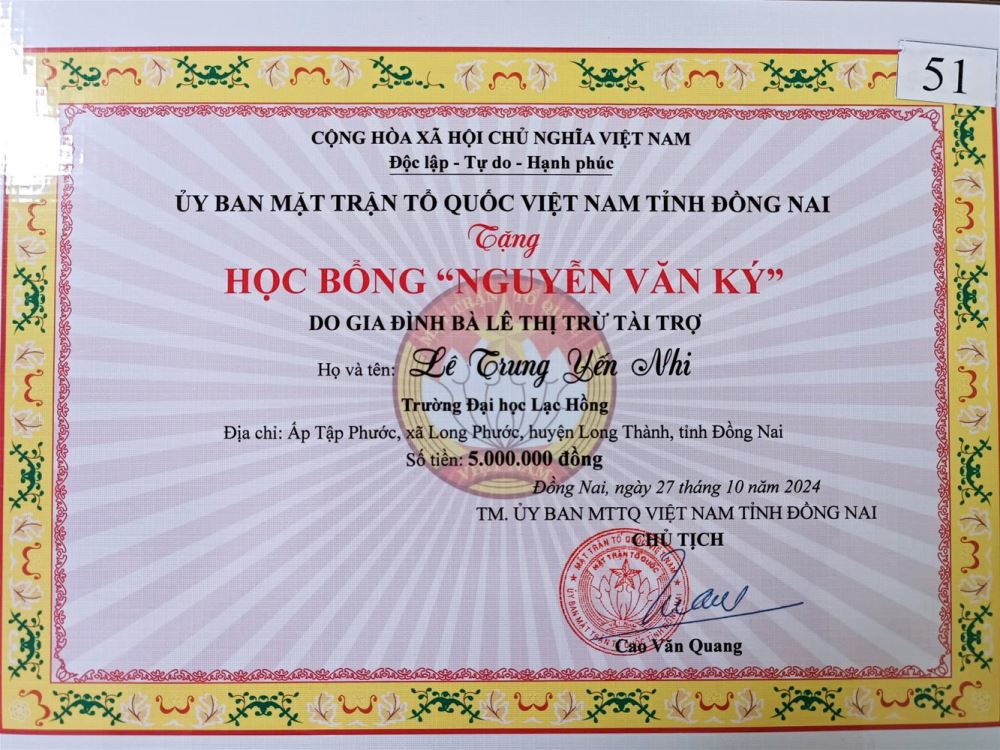 51
CỘNG HÒA XÃ HỘI CHỦ NGHĨA VIỆT NAM
Độc lập - Tự do - Hạnh phúc
ỦY BAN MẶT TRẬN TỔ QUỐC VIỆT NAM TỈNH ĐỒNG NAI
Tặng
HỌC BỔNG “NGUYỄN VĂN KÝ”
DO GIA ĐÌNH BÀ LÊ THỊ TRỪ TÀI TRỢ
Họ và tên: Lê Trung Yến Nhi
Trường Đại học Lạc Hồng
Địa chỉ: Ấp Tập Phước, xã Long Phước, huyện Long Thành, tỉnh Đồng Nai
Số tiền: 5.000.000 đồng
Đồng Nai, ngày 27 tháng 10 năm 2024
TM. ỦY BAN MTTQ VIỆT NAM TỈNH ĐỒNG NAI
CHỦ TỊCH
MẶT TRẬN TỔ QUỐC
Cao Văn Quang